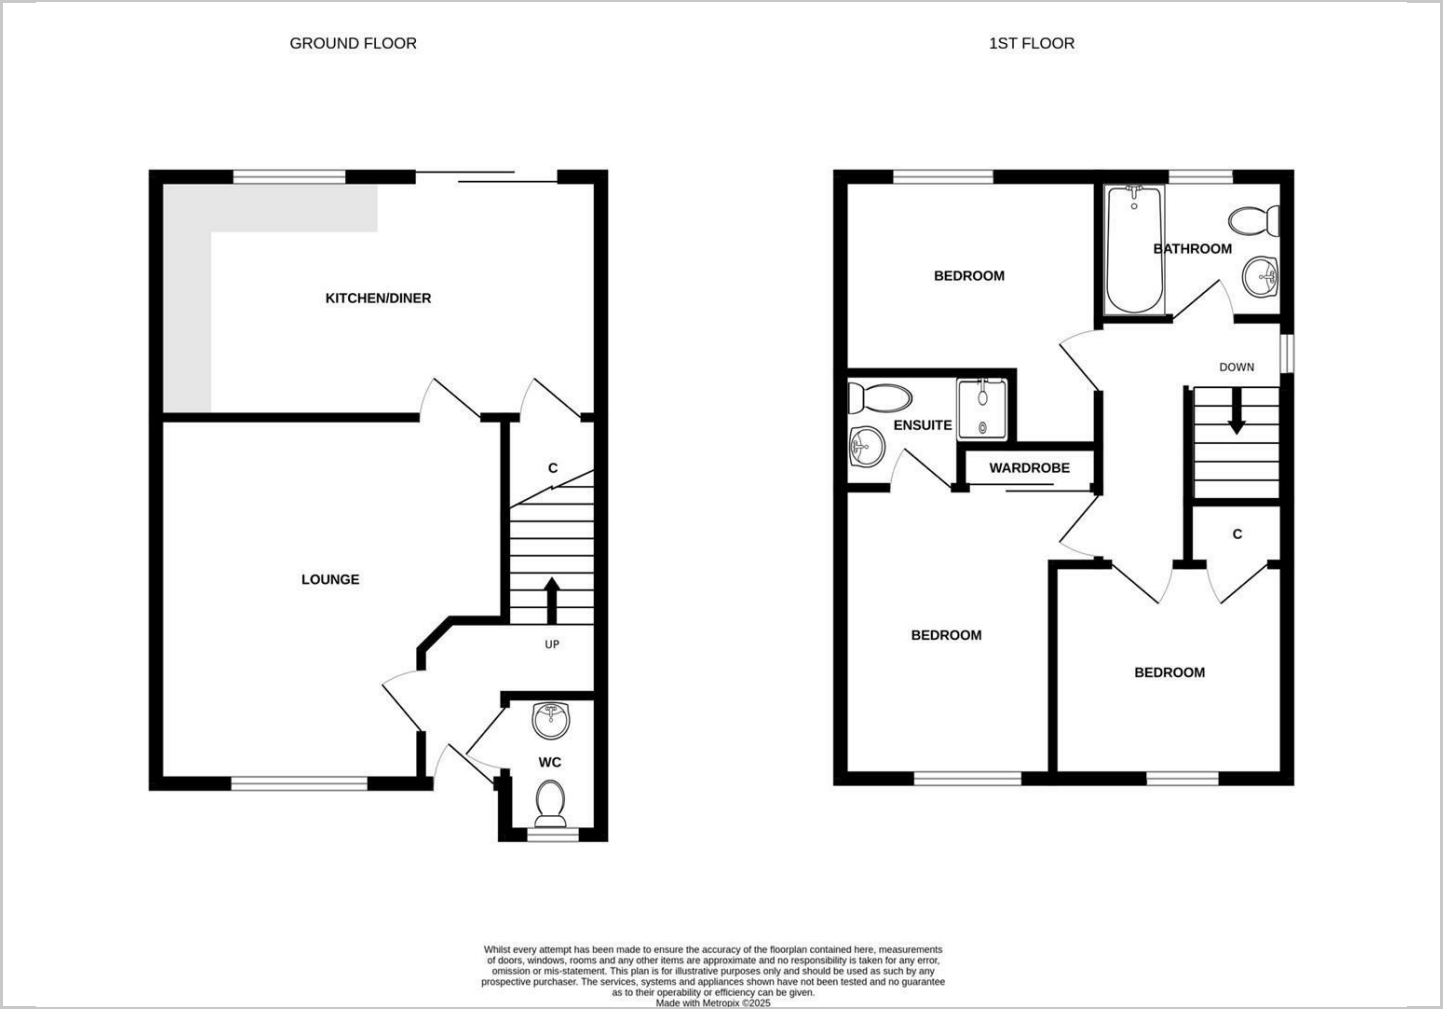 GROUND FLOOR
1ST FLOOR
KITCHEN/DINER
C
LOUNGE
UP
WC
BEDROOM
BATHROOM
DOWN
ENSUITE
WARDROBE
C
BEDROOM
BEDROOM
Whilst every attempt has been made to ensure the accuracy of the floorplan contained here, measurements
of doors, windows, rooms and any other items are approximate and no responsibility is taken for any error,
omission or mis-statement. This plan is for illustrative purposes only and should be used as such by any
prospective purchaser. The services, systems and appliances shown have not been tested and no guarantee
as to their operability or efficiency can be given.
Made with Metropix ©2025